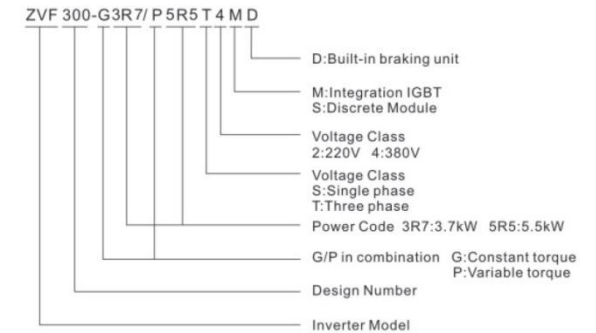 ZVF 300-G3R7/P5R5T4MD
D:Built-in braking unit
M:Integration IGBT
S:Discrete Module
Voltage Class
2:220V 4:380V
Voltage Class
S:Single phase
T:Three phase
Power Code 3R7:3.7kW 5R5:5.5kW
G/P in combination G:Constant torque
P:Variable torque
Design Number
Inverter Model